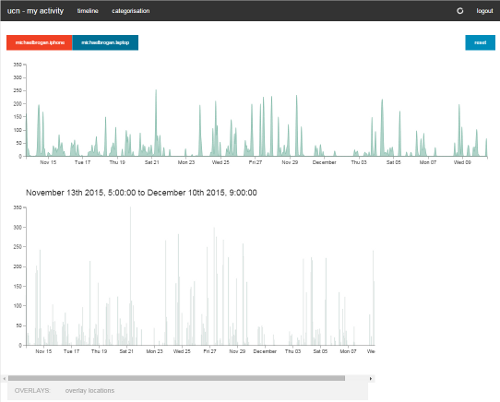 ucn - my activity timeline categorisation logout
michaelbrogan.iphone michaelbrogan.laptop reset
350
300
250
200
150
100
50
0
Nov 15 Tue 17 Thu 19 Sat 21 Mon 23 Wed 25 Fri 27 Nov 29 December Thu 03 Sat 05 Mon 07 Wed 09
November 13th 2015, 5:00:00 to December 10th 2015, 9:00:00
350
300
250
200
150
100
50
0
Nov 15 Tue 17 Thu 19 Sat 21 Mon 23 Wed 25 Fri 27 Nov 29 December Thu 03 Sat 05 Mon 07 We
OVERLAYS: overlay locations